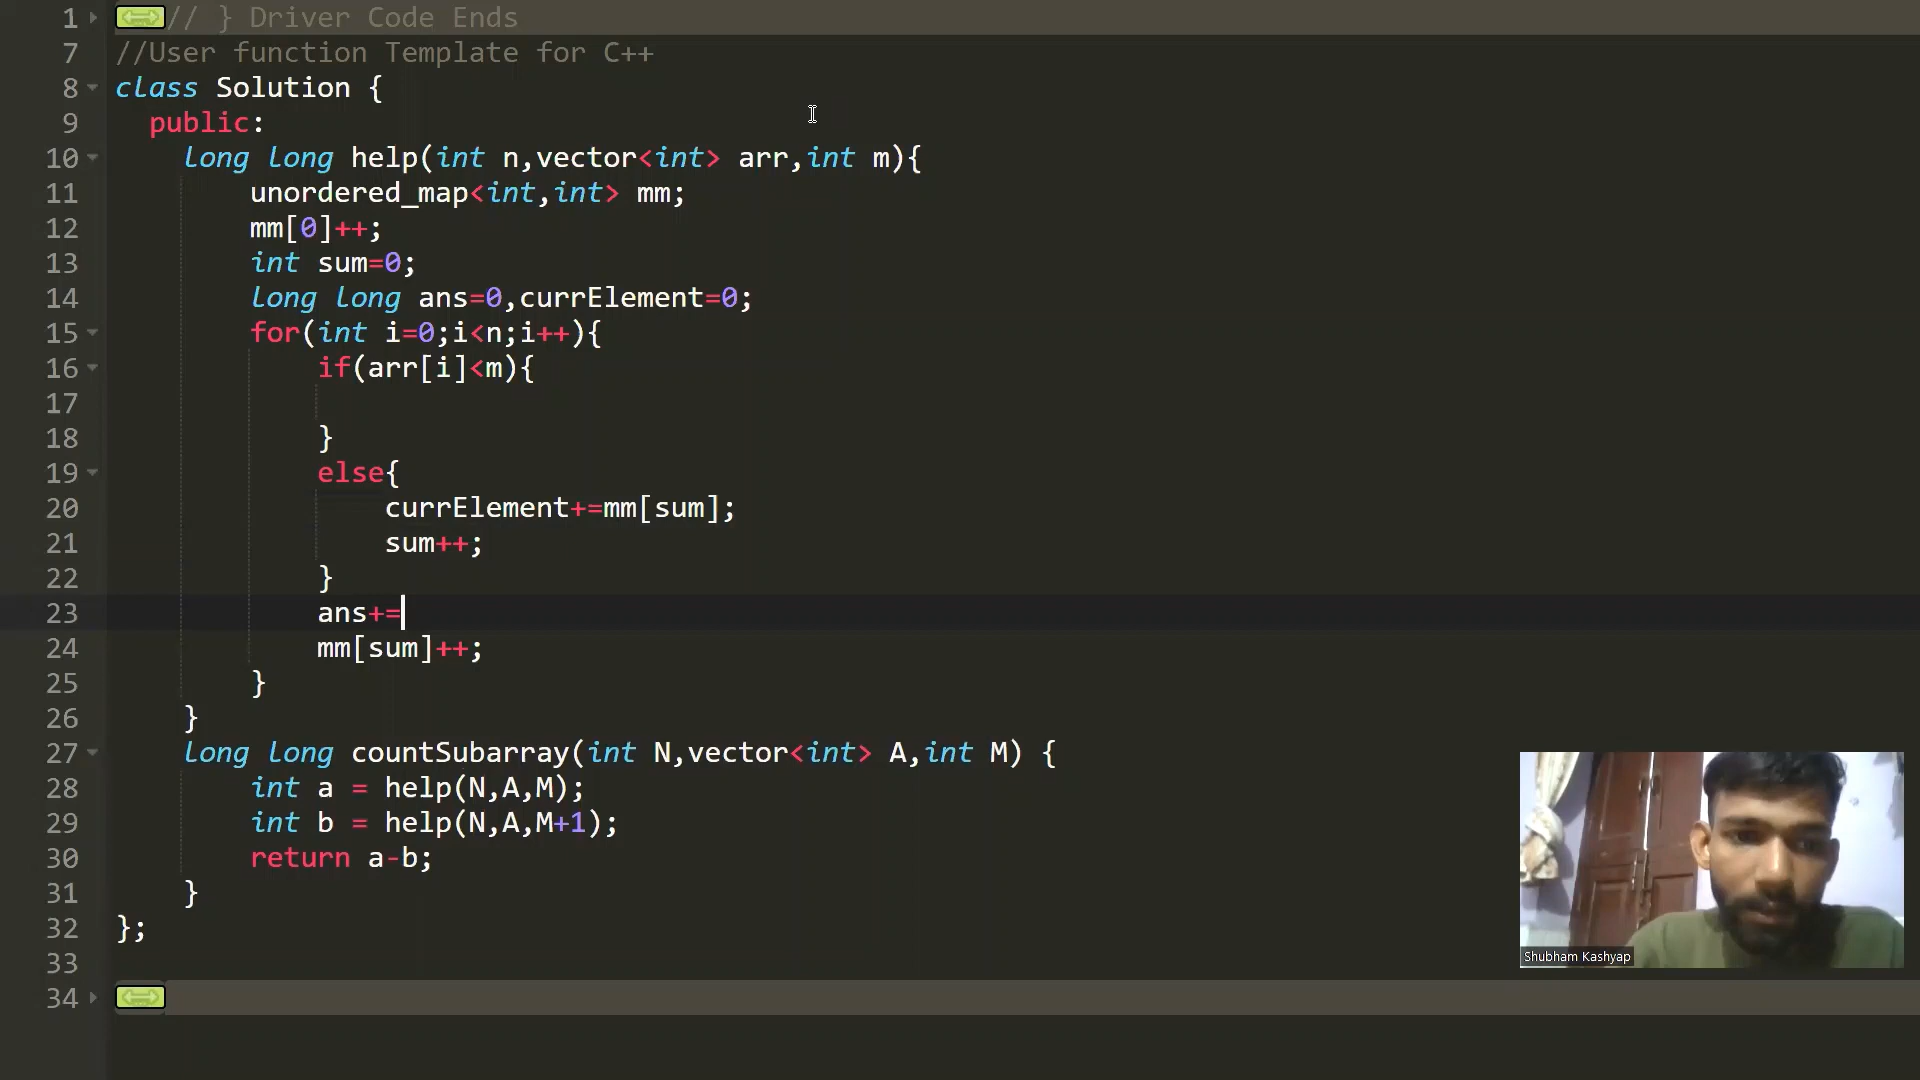 1 // } Driver Code Ends
7 //User function Template for C++
8 class Solution {
9 public:
10 long long help(int n,vector<int> arr,int m){
11 unordered_map<int,int> mm;
12 mm[0]++;
13 int sum=0;
14 long long ans=0,currElement=0;
15 for(int i=0;i<n;i++){
16 if(arr[i]<m){
17
18 }
19 else{
20 currElement+=mm[sum];
21 sum++;
22 }
23 ans+=
24 mm[sum]++;
25 }
26 }
27 long long countSubarray(int N,vector<int> A,int M) {
28 int a = help(N,A,M);
29 int b = help(N,A,M+1);
30 return a-b;
31 }
32 };
33
34
Shubham Kashyap